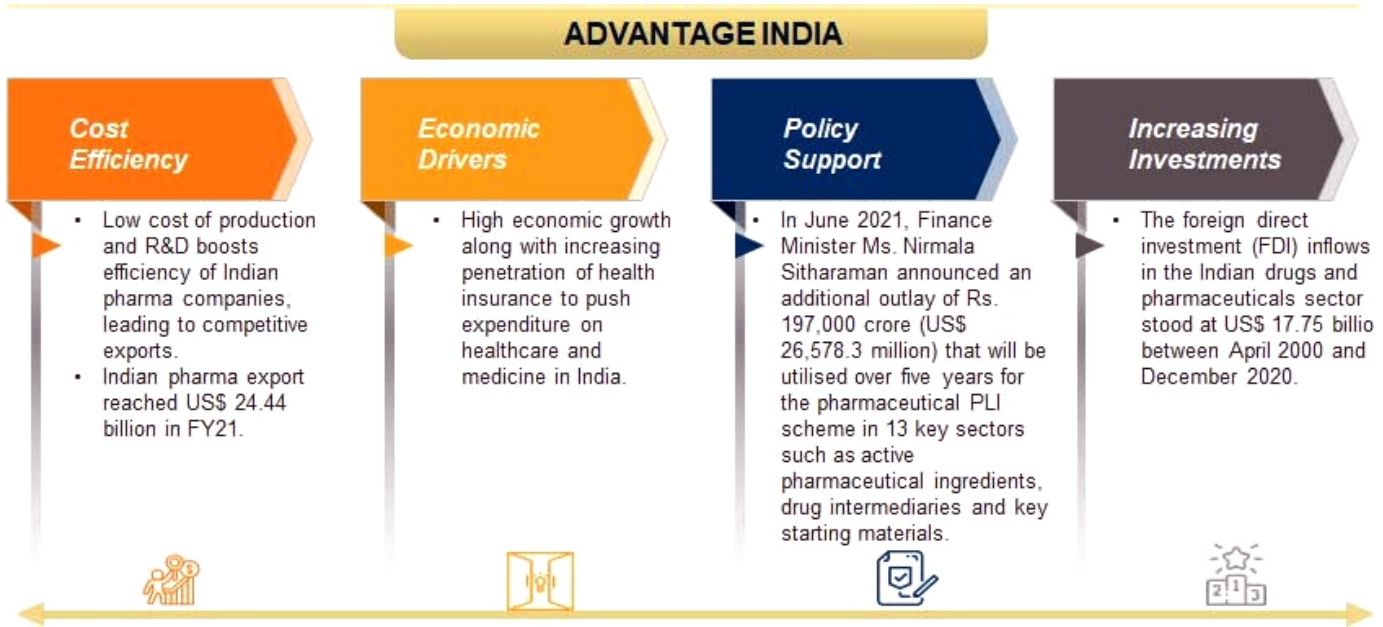 ADVANTAGE INDIA
Cost
Efficiency
• Low cost of production
and R&D boosts
efficiency of Indian
pharma companies,
leading to competitive
exports.
• Indian pharma export
reached US$ 24.44
billion in FY21.
Economic
Drivers
• High economic growth
along with increasing
penetration of health
insurance to push
expenditure on
healthcare and
medicine in India.
Policy
Support
• In June 2021, Finance
Minister Ms. Nirmala
Sitharaman announced an
additional outlay of Rs.
197,000 crore (US$
26,578.3 million) that will be
utilised over five years for
the pharmaceutical PLI
scheme in 13 key sectors
such as active
pharmaceutical ingredients,
drug intermediaries and key
starting materials.
Increasing
Investments
• The foreign direct
investment (FDI) inflows
in the Indian drugs and
pharmaceuticals sector
stood at US$ 17.75 billio
between April 2000 and
December 2020.
$
2 1 3